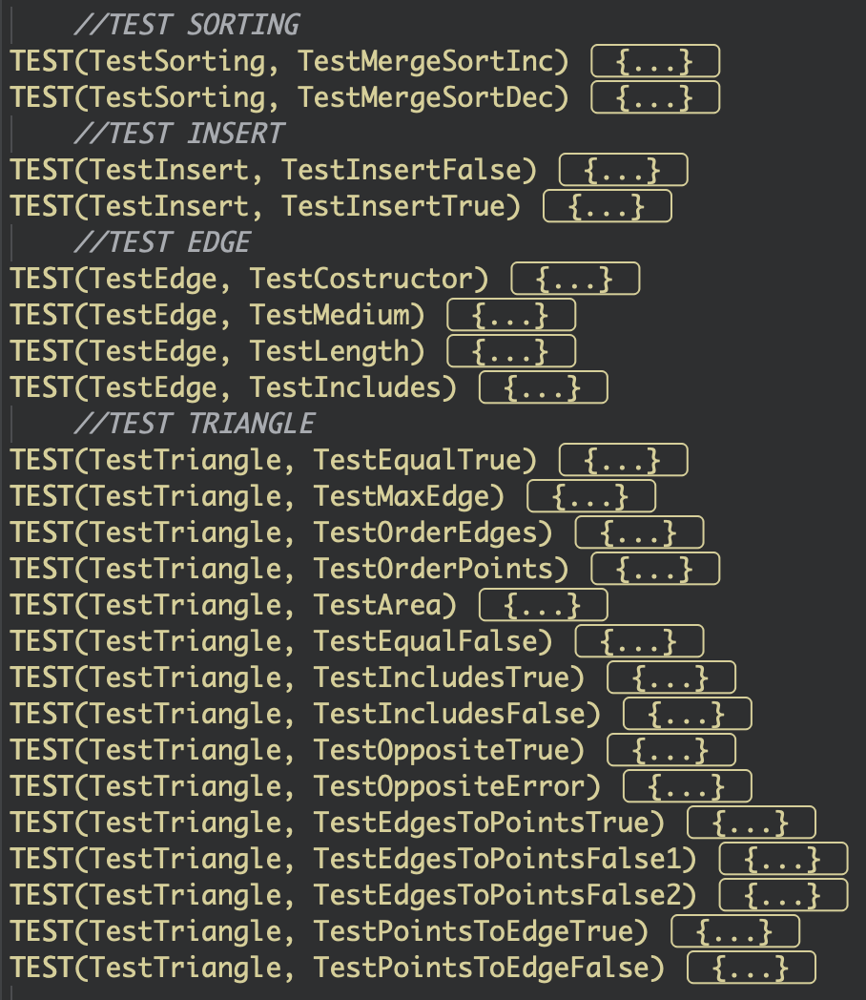 //TEST SORTING
TEST(TestSorting, TestMergeSortInc) {...}
TEST(TestSorting, TestMergeSortDec) {...}
//TEST INSERT
TEST(TestInsert, TestInsertFalse) {...}
TEST(TestInsert, TestInsertTrue) {...}
//TEST EDGE
TEST(TestEdge, TestCostructor) {...}
TEST(TestEdge, TestMedium) {...}
TEST(TestEdge, TestLength) {...}
TEST(TestEdge, TestIncludes) {...}
//TEST TRIANGLE
TEST(TestTriangle, TestEqualTrue) {...}
TEST(TestTriangle, TestMaxEdge) {...}
TEST(TestTriangle, TestOrderEdges) {...}
TEST(TestTriangle, TestOrderPoints) {...}
TEST(TestTriangle, TestArea) {...}
TEST(TestTriangle, TestEqualFalse) {...}
TEST(TestTriangle, TestIncludesTrue) {...}
TEST(TestTriangle, TestIncludesFalse) {...}
TEST(TestTriangle, TestOppositeTrue) {...}
TEST(TestTriangle, TestOppositeError) {...}
TEST(TestTriangle, TestEdgesToPointsTrue) {...}
TEST(TestTriangle, TestEdgesToPointsFalse1) {...}
TEST(TestTriangle, TestEdgesToPointsFalse2) {...}
TEST(TestTriangle, TestPointsToEdgeTrue) {...}
TEST(TestTriangle, TestPointsToEdgeFalse) {...}